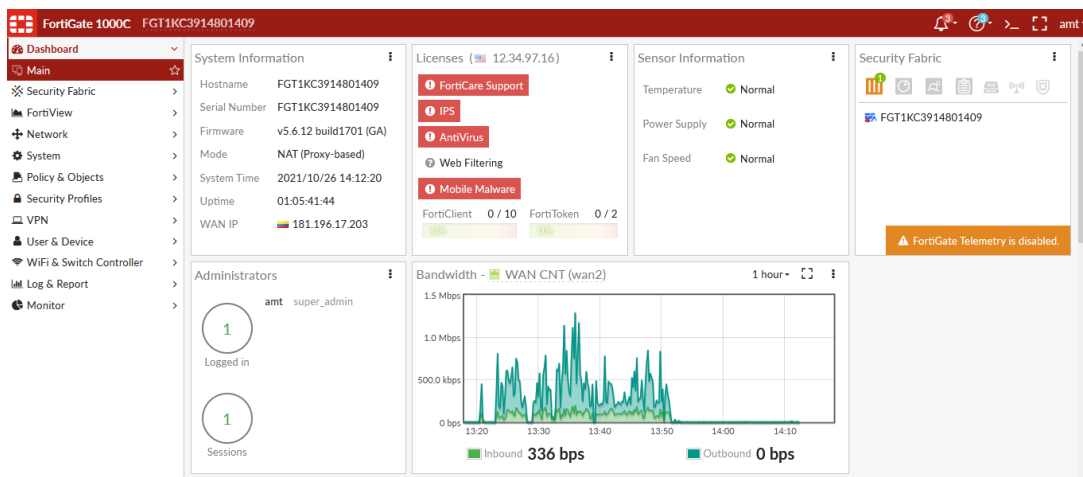 FortiGate 1000C FGT1KC3914801409
3
3
>_
amt
Dashboard
Main
Security Fabric
FortiView
Network
System
Policy & Objects
Security Profiles
VPN
User & Device
WiFi & Switch Controller
Log & Report
Monitor
System Information
Hostname FGT1KC3914801409
Serial Number FGT1KC3914801409
Firmware v5.6.12 build1701 (GA)
Mode NAT (Proxy-based)
System Time 2021/10/26 14:12:20
Uptime 01:05:41:44
WAN IP 181.196.17.203
Licenses ( 12.34.97.16)
FortiCare Support
IPS
AntiVirus
Web Filtering
Mobile Malware
FortiClient 0 / 10 FortiToken 0 / 2
0% 0%
Sensor Information
Temperature Normal
Power Supply Normal
Fan Speed Normal
Security Fabric
1
FGT1KC3914801409
FortiGate Telemetry is disabled.
Administrators
amt super_admin
1
Logged in
1
Sessions
Bandwidth - WAN CNT (wan2) 1 hour
1.5 Mbps
1.0 Mbps
500.0 kbps
0 bps
13:20 13:30 13:40 13:50 14:00 14:10
Inbound 336 bps Outbound 0 bps